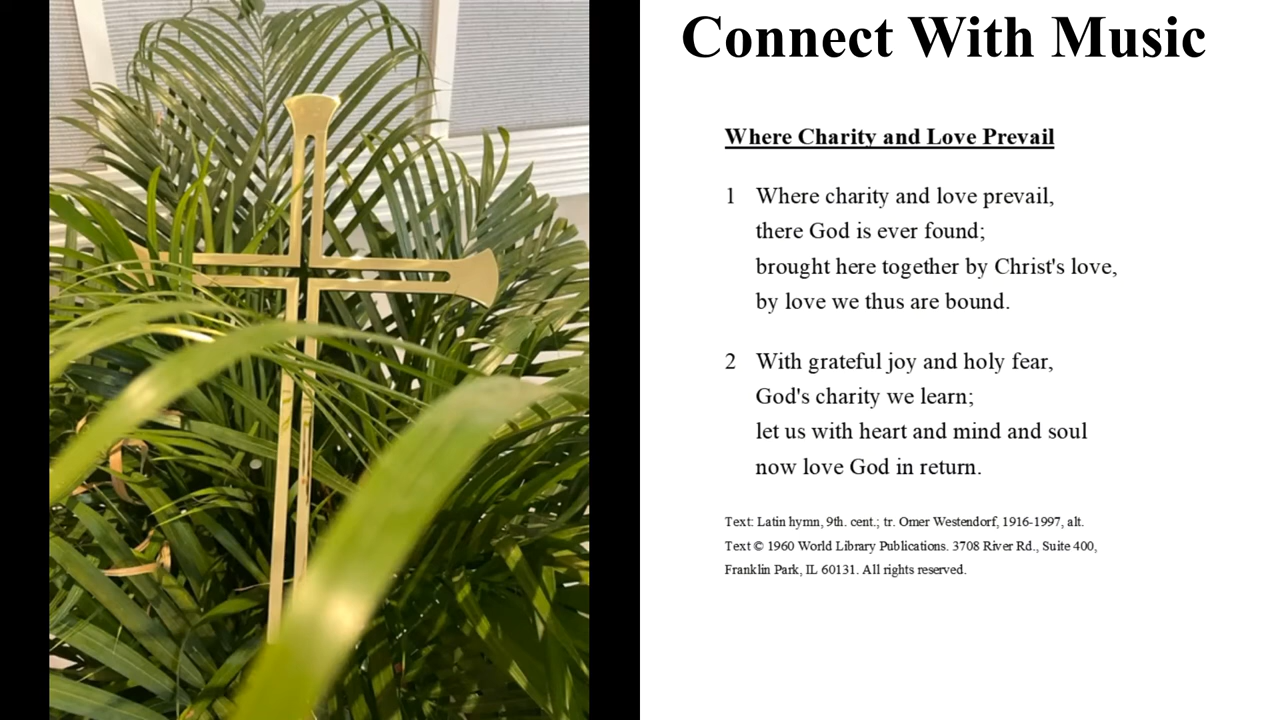 Connect With Music
Where Charity and Love Prevail
1 Where charity and love prevail,
there God is ever found;
brought here together by Christ's love,
by love we thus are bound.
2 With grateful joy and holy fear,
God's charity we learn;
let us with heart and mind and soul
now love God in return.
Text: Latin hymn, 9th. cent.; tr. Omer Westendorf, 1916-1997, alt.
Text © 1960 World Library Publications. 3708 River Rd., Suite 400,
Franklin Park, IL 60131. All rights reserved.